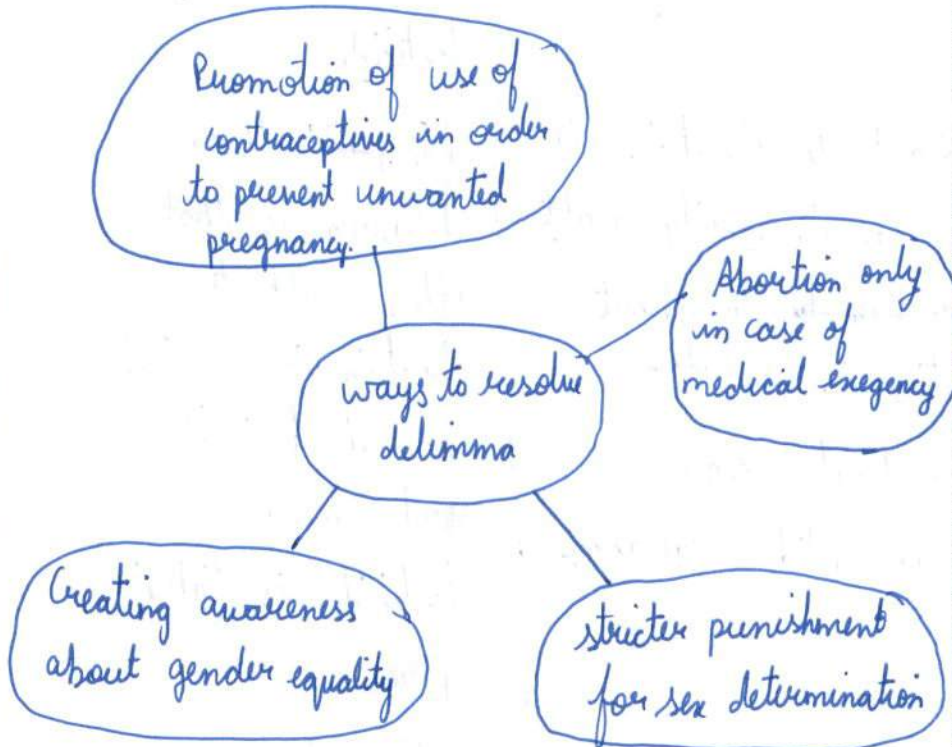 Promotion of use of
contraceptives in order
to prevent unwanted
pregnancy.
Abortion only
in case of
medical exegency
ways to resolve
delimma
Creating awareness
about gender equality
stricter punishment
for sex determination